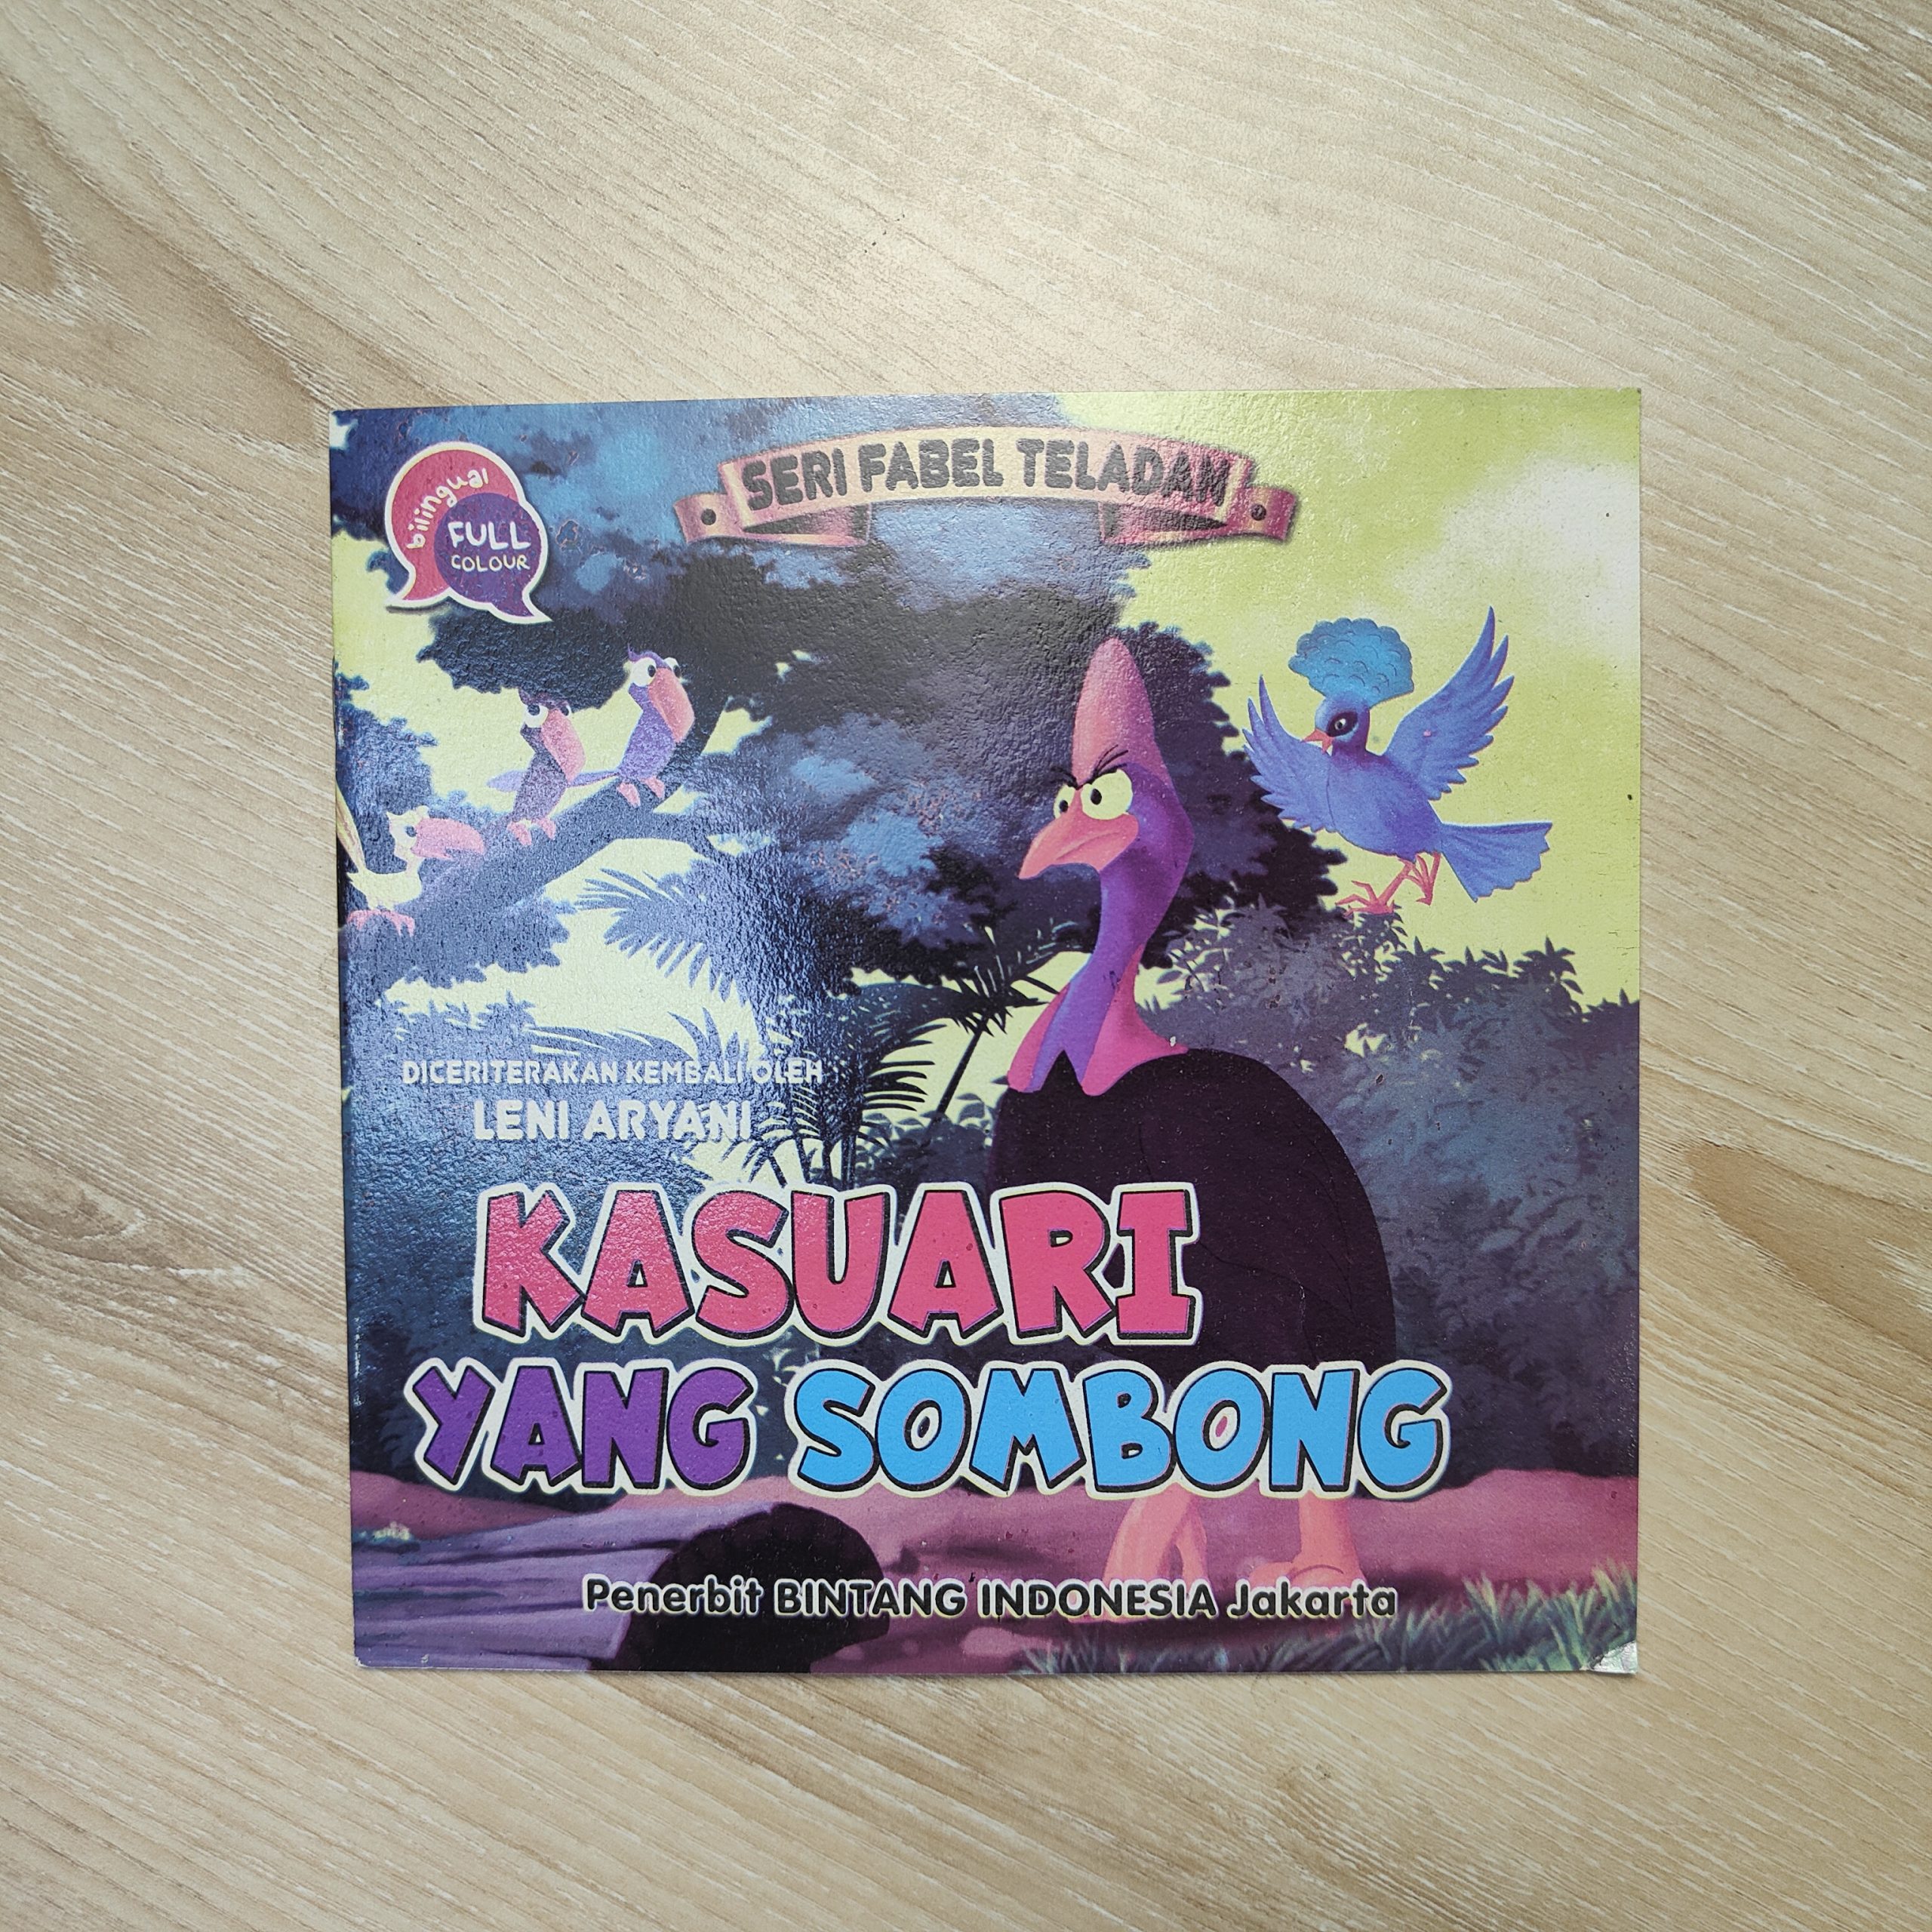 SERI FABEL TELADAN
bilingual
FULL
COLOUR
DICERITERAKAN KEMBALI OLEH
LENI ARYANI
KASUARI
YANG SOMBONG
Penerbit BINTANG INDONESIA Jakarta